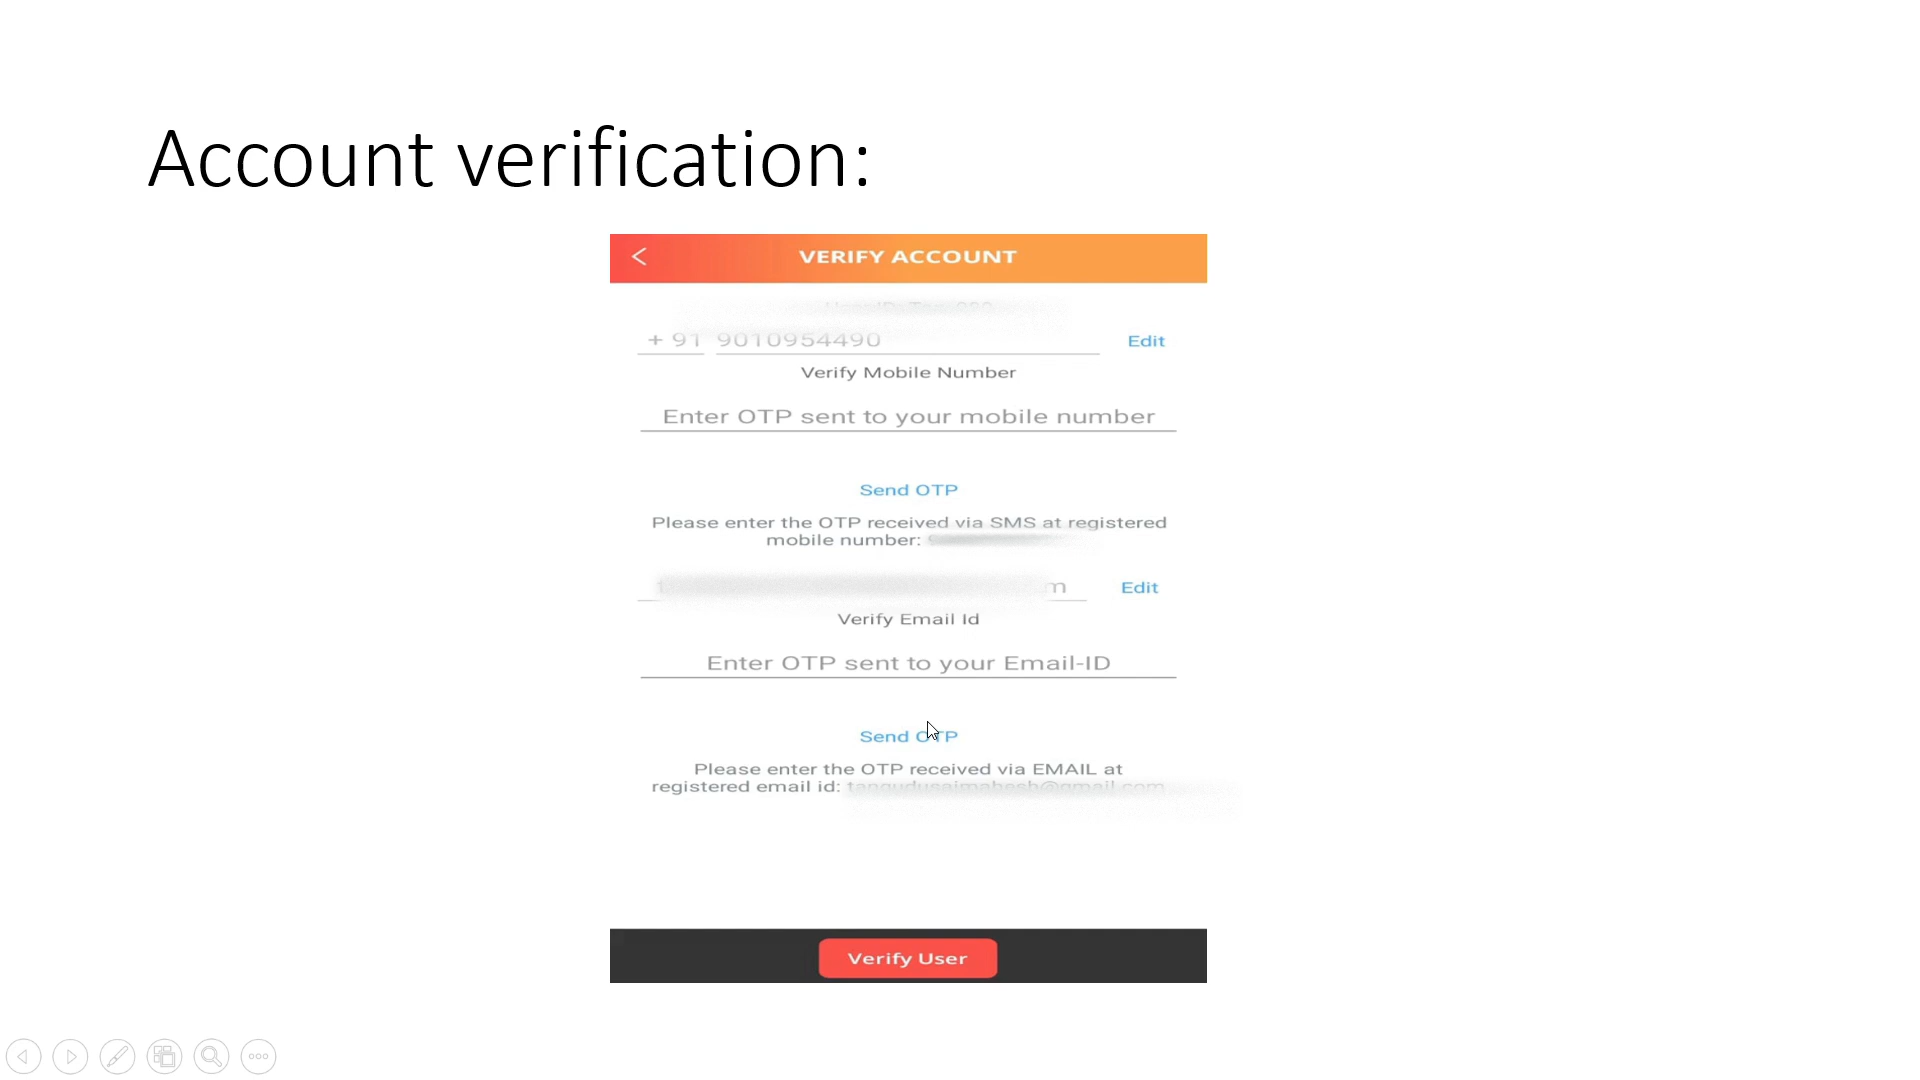 Account verification:
VERIFY ACCOUNT
+ 91 9010954490 Edit
Verify Mobile Number
Enter OTP sent to your mobile number
Send OTP
Please enter the OTP received via SMS at registered
mobile number:
Edit
Verify Email Id
Enter OTP sent to your Email-ID
Send OTP
Please enter the OTP received via EMAIL at
registered email id:
Verify User